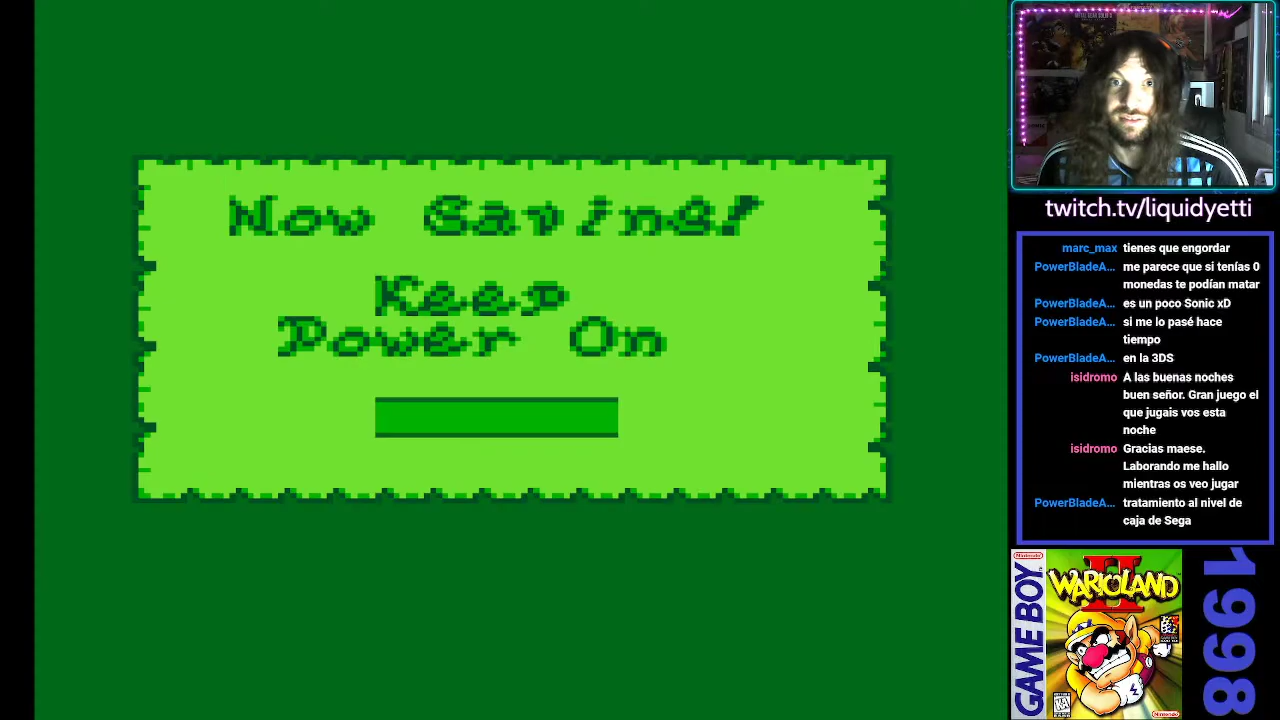 Now Saving!
Keep
Power On
twitch.tv/liquidyetti
marc_max tienes que engordar
PowerBladeA... me parece que si tenías 0
monedas te podían matar
PowerBladeA... es un poco Sonic xD
PowerBladeA... si me lo pasé hace
tiempo
PowerBladeA... en la 3DS
isidromo A las buenas noches
buen señor. Gran juego el
que jugais vos esta
noche
isidromo Gracias maese.
Laborando me hallo
mientras os veo jugar
PowerBladeA... tratamiento al nivel de
caja de Sega
Nintendo
GAME BOY
WARIOLAND
II
Nintendo
1998